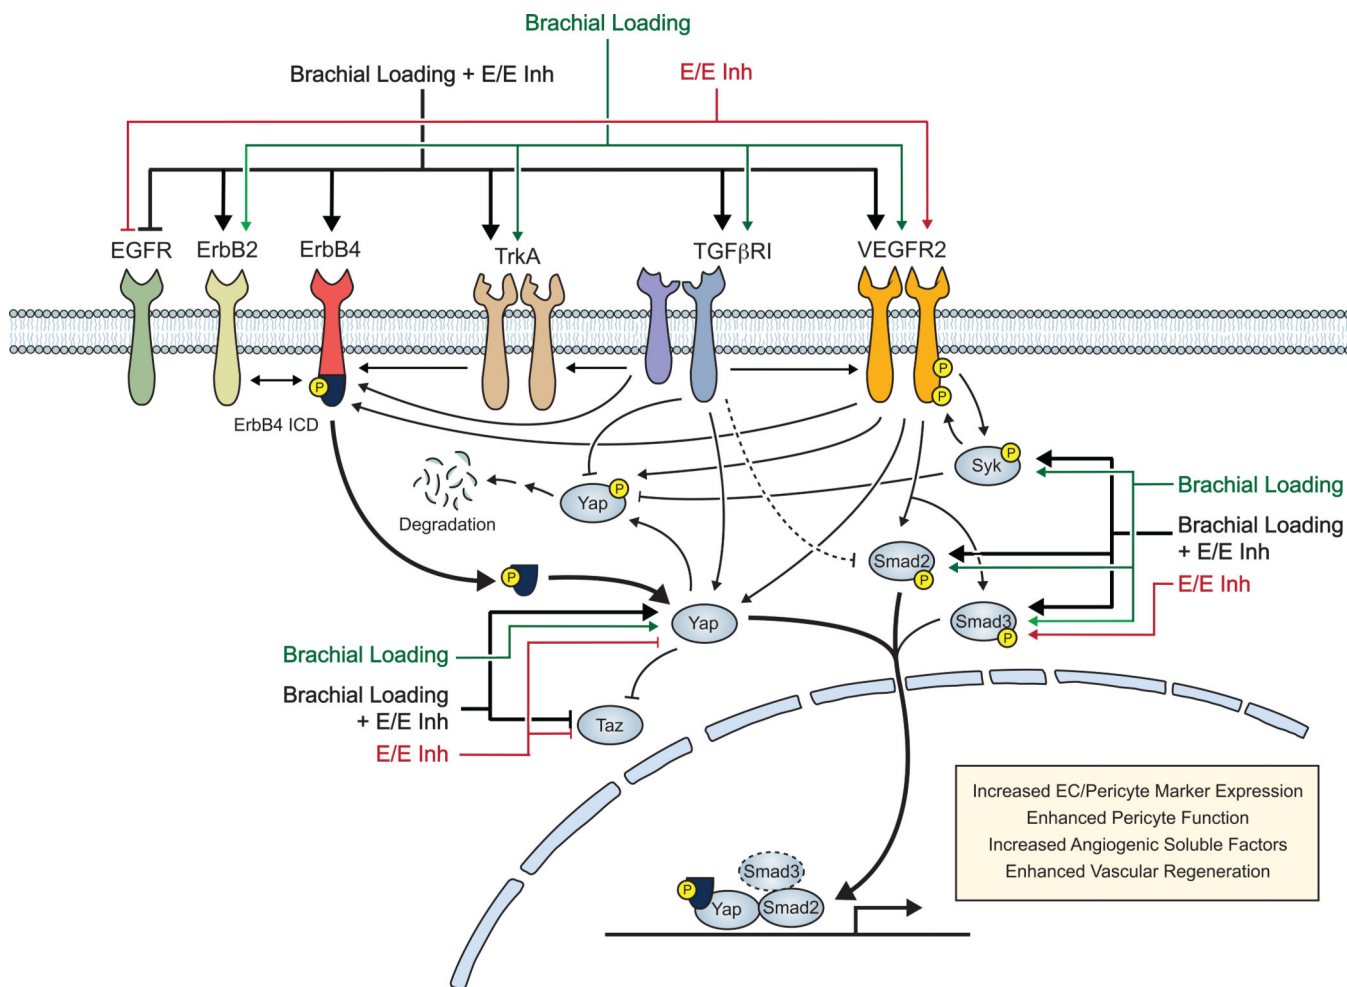 Brachial Loading
Brachial Loading + E/E Inh
E/E Inh
EGFR
ErbB2
ErbB4
TrkA
TGFβRI
VEGFR2
P
P
P
ErbB4 ICD
P
Syk
P
Yap
Degradation
Brachial Loading
Brachial Loading
+ E/E Inh
E/E Inh
Smad2
P
P
Smad3
P
Yap
Brachial Loading
Brachial Loading
+ E/E Inh
E/E Inh
Taz
Increased EC/Pericyte Marker Expression
Enhanced Pericyte Function
Increased Angiogenic Soluble Factors
Enhanced Vascular Regeneration
Smad3
P
Yap
Smad2